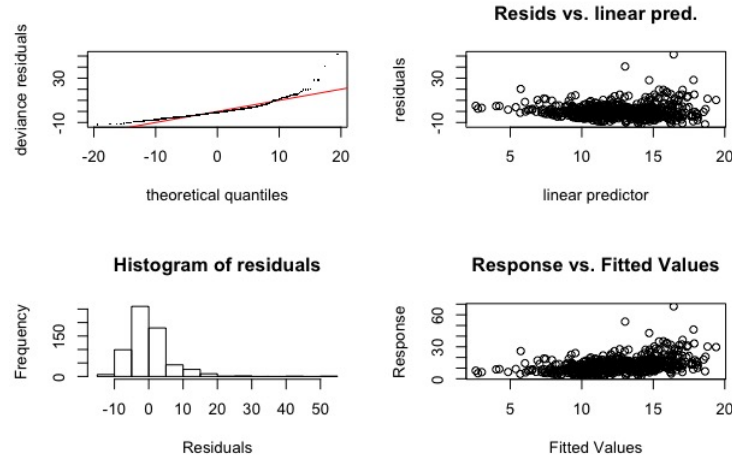 deviance residuals
30
-10
-20
-10
0
10
20
theoretical quantiles
Resids vs. linear pred.
residuals
30
-10
5
10
15
20
linear predictor
Histogram of residuals
Frequency
150
0
-10
0
10
20
30
40
50
Residuals
Response vs. Fitted Values
Response
60
30
0
5
10
15
20
Fitted Values